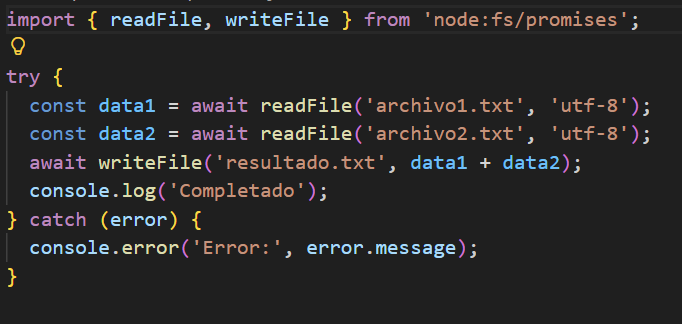 import { readFile, writeFile } from 'node:fs/promises';
try {
  const data1 = await readFile('archivo1.txt', 'utf-8');
  const data2 = await readFile('archivo2.txt', 'utf-8');
  await writeFile('resultado.txt', data1 + data2);
  console.log('Completado');
} catch (error) {
  console.error('Error:', error.message);
}